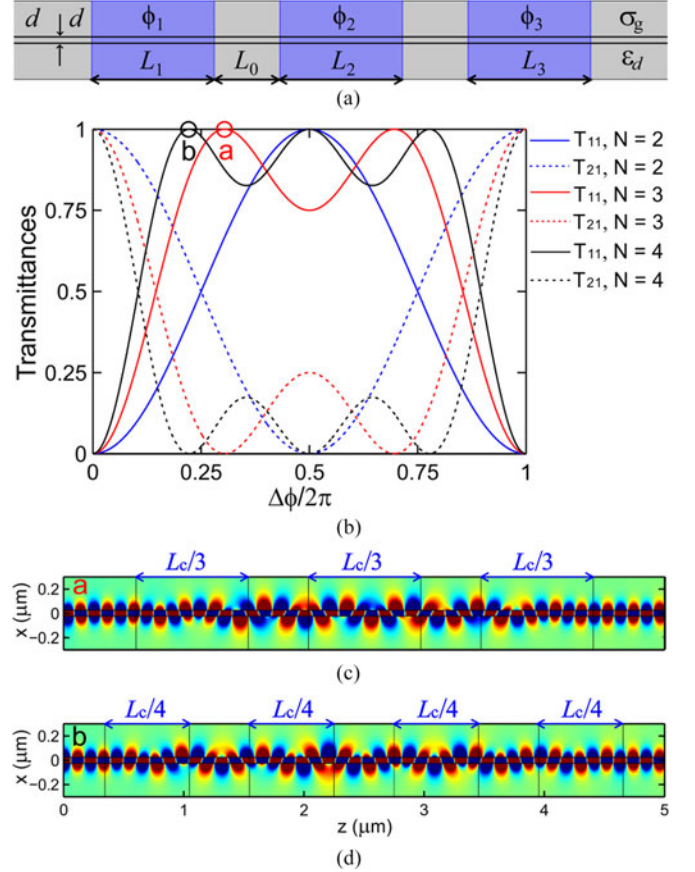 d d ϕ1 ϕ2 ϕ3 σg
L1 L0 L2 L3 εd
(a)
Transmittances
1
0.75
0.5
0.25
0
b a
0 0.25 0.5 0.75 1
Δϕ/2π
T11, N = 2
T21, N = 2
T11, N = 3
T21, N = 3
T11, N = 4
T21, N = 4
(b)
Lc/3 Lc/3 Lc/3
a
x (μm)
0.2
0
−0.2
(c)
Lc/4 Lc/4 Lc/4 Lc/4
b
x (μm)
0.2
0
−0.2
0 1 2 3 4 5
z (μm)
(d)